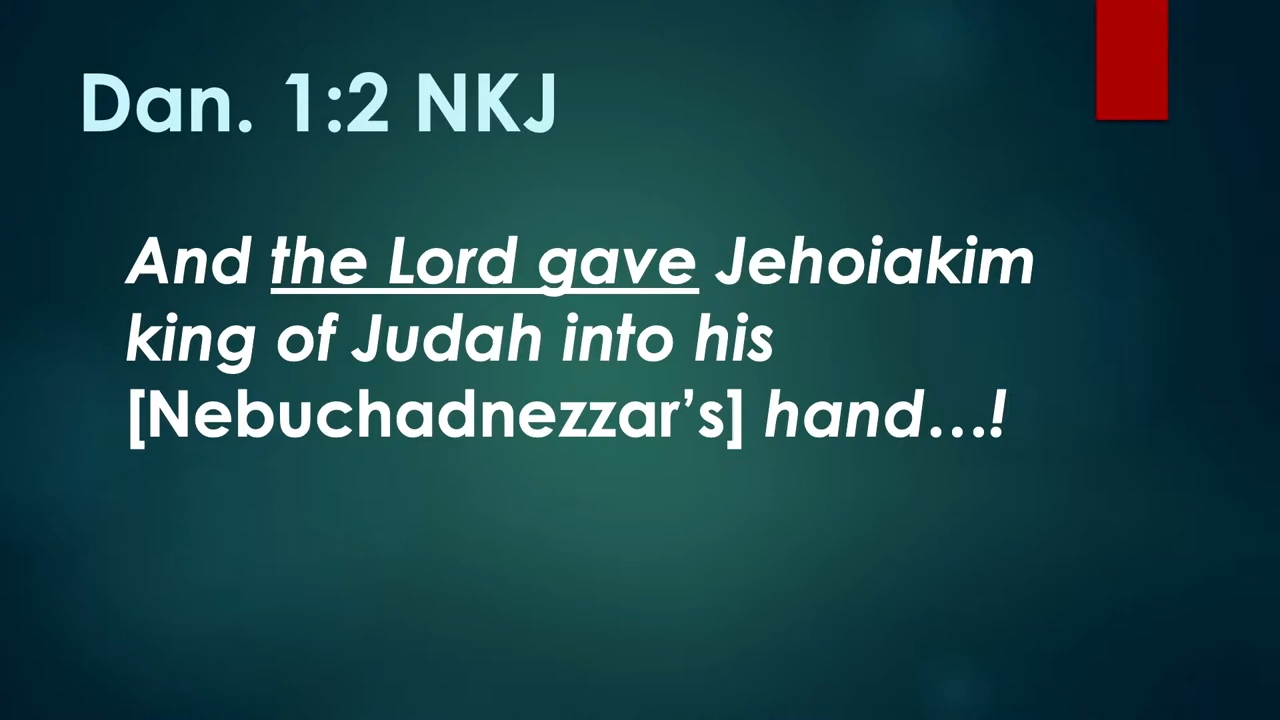 Dan. 1:2 NKJ
And the Lord gave Jehoiakim
king of Judah into his
[Nebuchadnezzar’s] hand…!